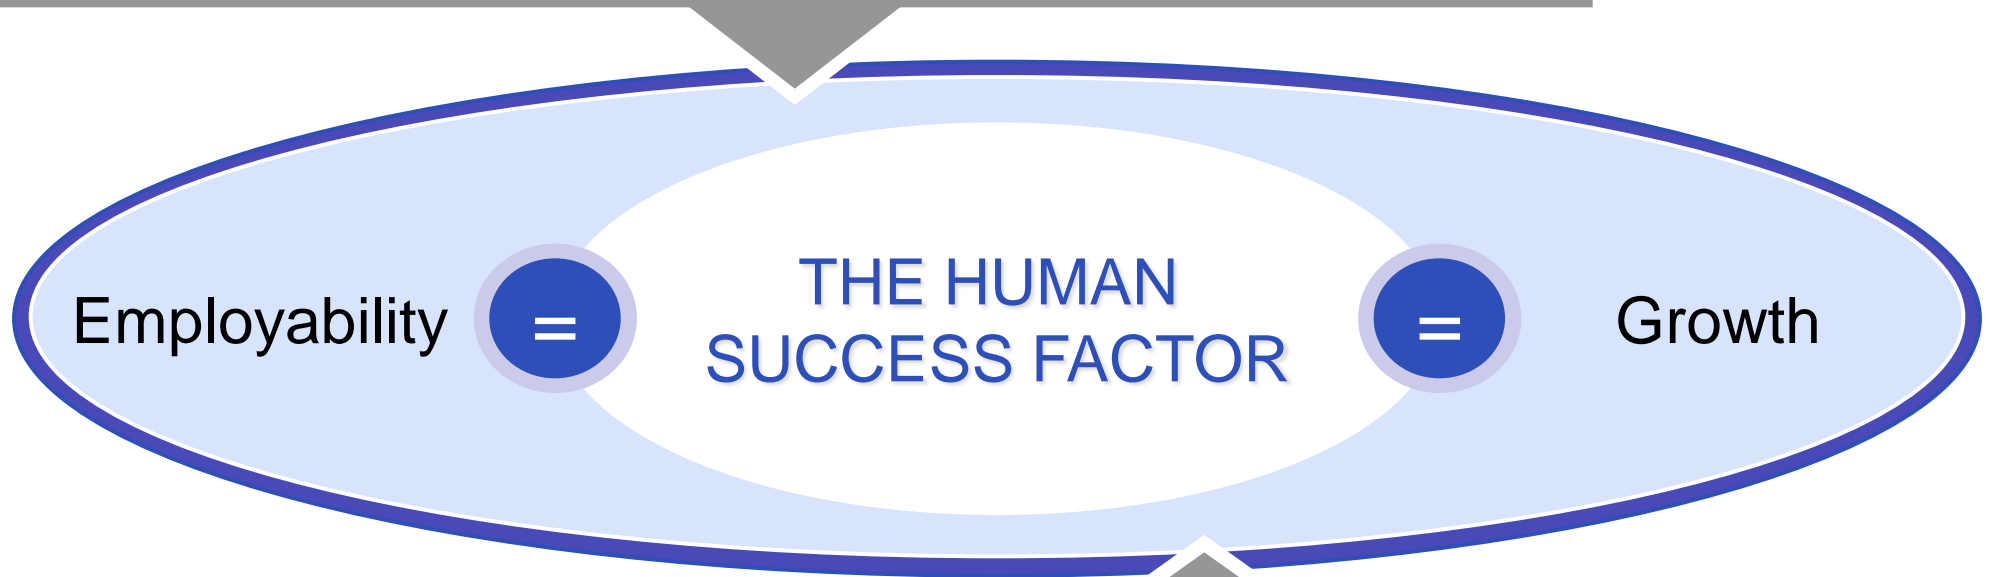 Employability
=
THE HUMAN
SUCCESS FACTOR
=
Growth